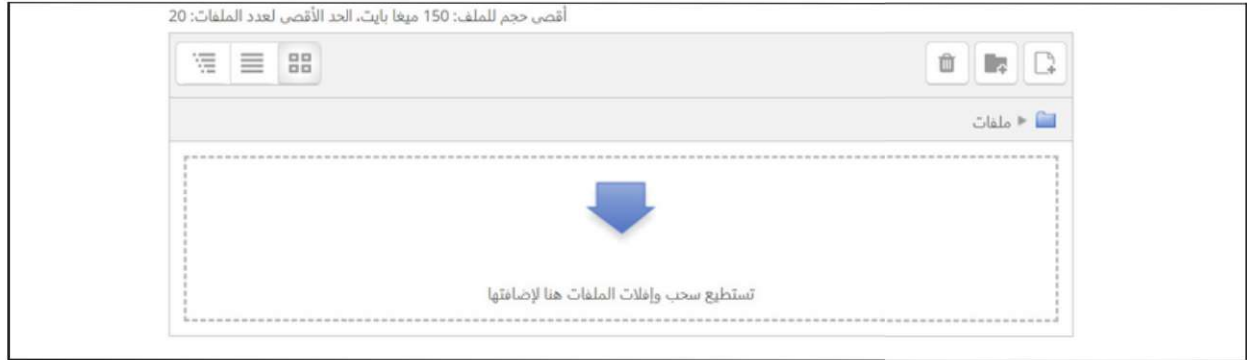 أقصى حجم للملف: 150 ميغا بايت، الحد الأقصى لعدد الملفات: 20
ملفات
تستطيع سحب وإفلات الملفات هنا لإضافتها